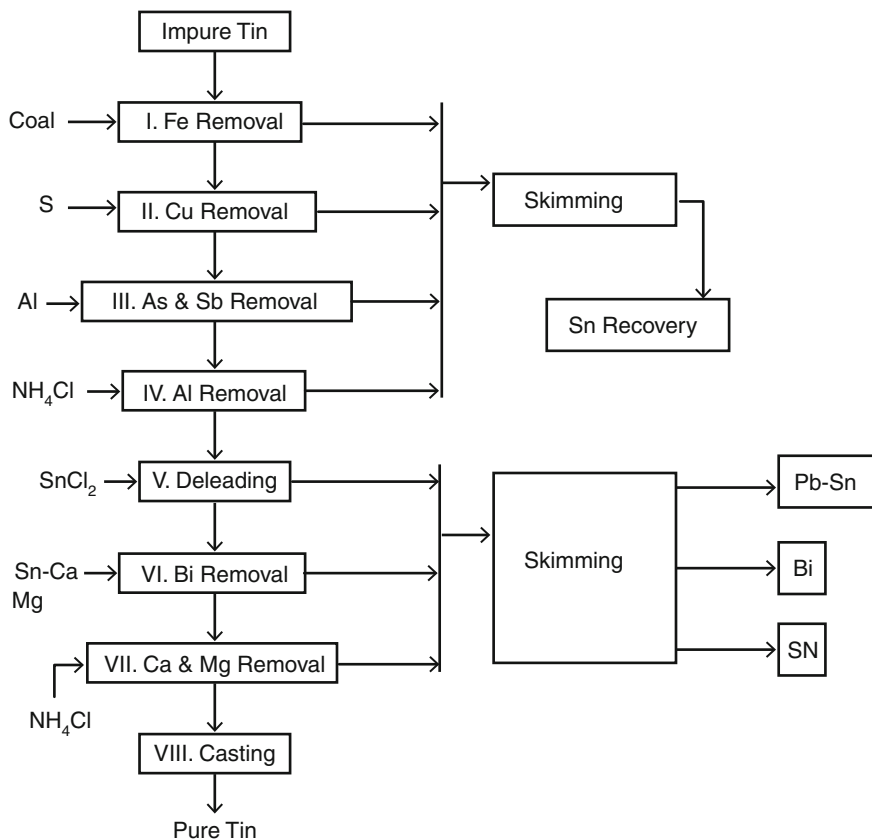 Impure Tin
Coal
I. Fe Removal
S
II. Cu Removal
Skimming
Al
III. As & Sb Removal
Sn Recovery
NH₄Cl
IV. Al Removal
SnCl₂
V. Deleading
Pb-Sn
Sn-Ca
Mg
VI. Bi Removal
Skimming
Bi
VII. Ca & Mg Removal
SN
NH₄Cl
VIII. Casting
Pure Tin